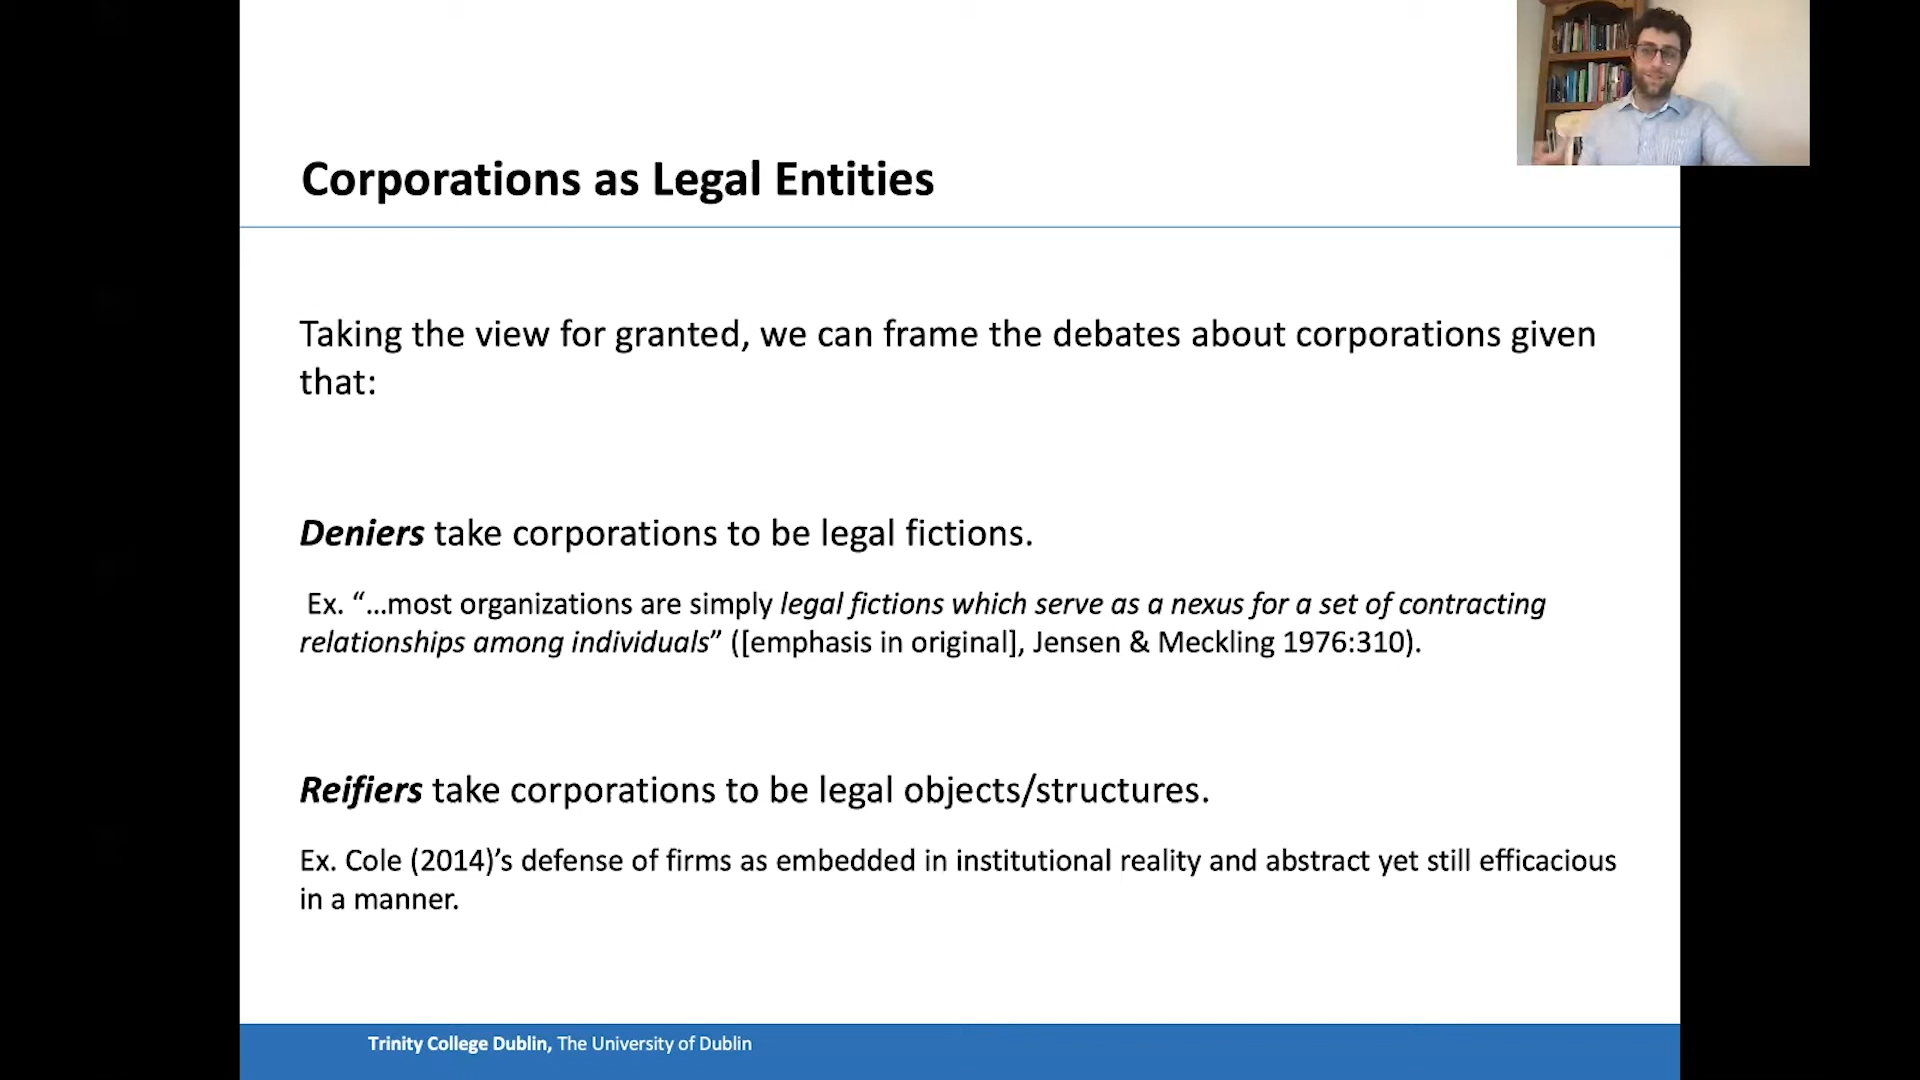 Corporations as Legal Entities
Taking the view for granted, we can frame the debates about corporations given
that:
Deniers take corporations to be legal fictions.
Ex. “...most organizations are simply legal fictions which serve as a nexus for a set of contracting
relationships among individuals” ([emphasis in original], Jensen & Meckling 1976:310).
Reifiers take corporations to be legal objects/structures.
Ex. Cole (2014)’s defense of firms as embedded in institutional reality and abstract yet still efficacious
in a manner.
Trinity College Dublin, The University of Dublin